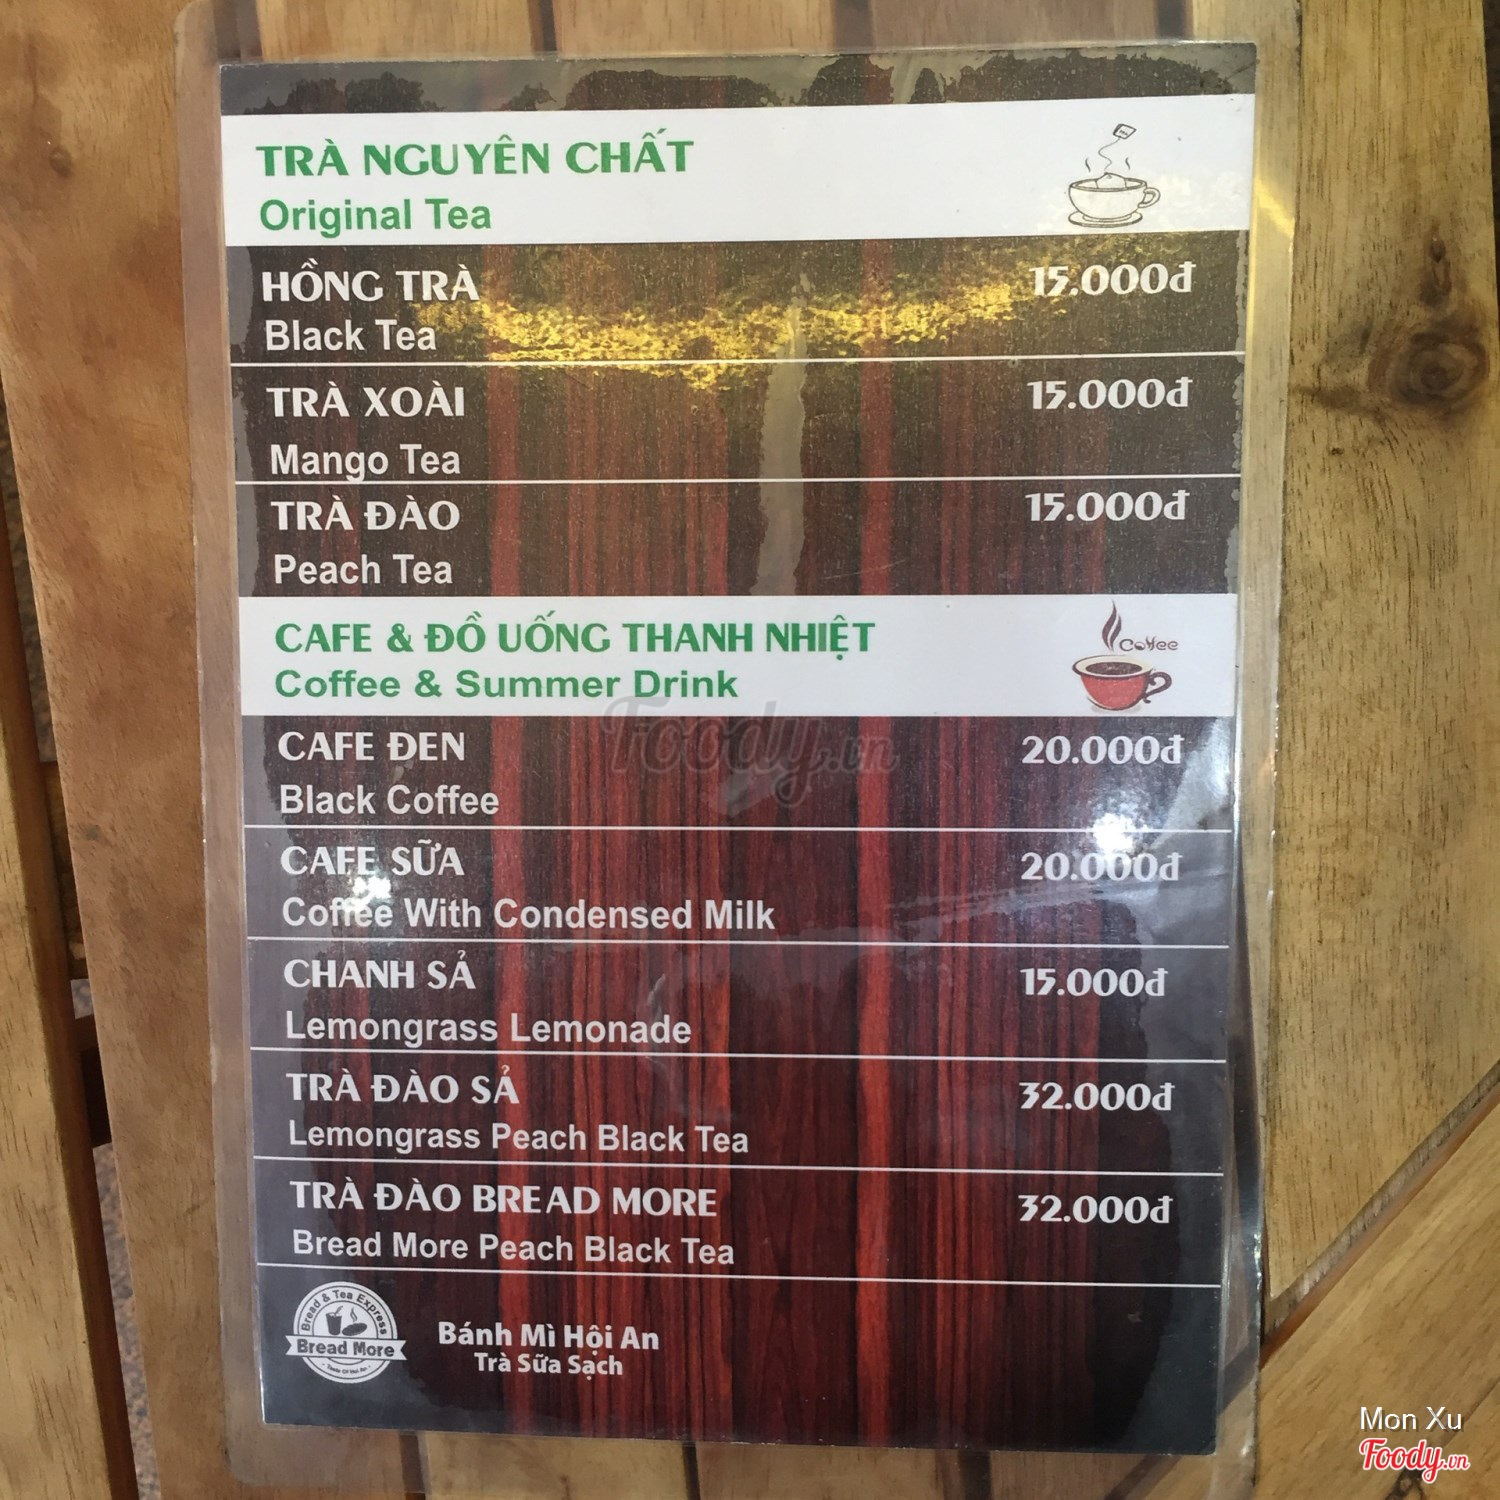 TRÀ NGUYÊN CHẤT
Original Tea
HỒNG TRÀ 15.000đ
Black Tea
TRÀ XOÀI 15.000đ
Mango Tea
TRÀ ĐÀO 15.000đ
Peach Tea
CAFE & ĐỒ UỐNG THANH NHIỆT
Coffee
Coffee & Summer Drink
CAFE ĐEN 20.000đ
Black Coffee
CAFE SỮA 20.000đ
Coffee With Condensed Milk
CHANH SẢ 15.000đ
Lemongrass Lemonade
TRÀ ĐÀO SẢ 32.000đ
Lemongrass Peach Black Tea
TRÀ ĐÀO BREAD MORE 32.000đ
Bread More Peach Black Tea
Bread & Tea Express
Bread More
Bánh Mì Hội An
Trà Sữa Sạch
Foody.vn
Mon Xu
Foody.vn